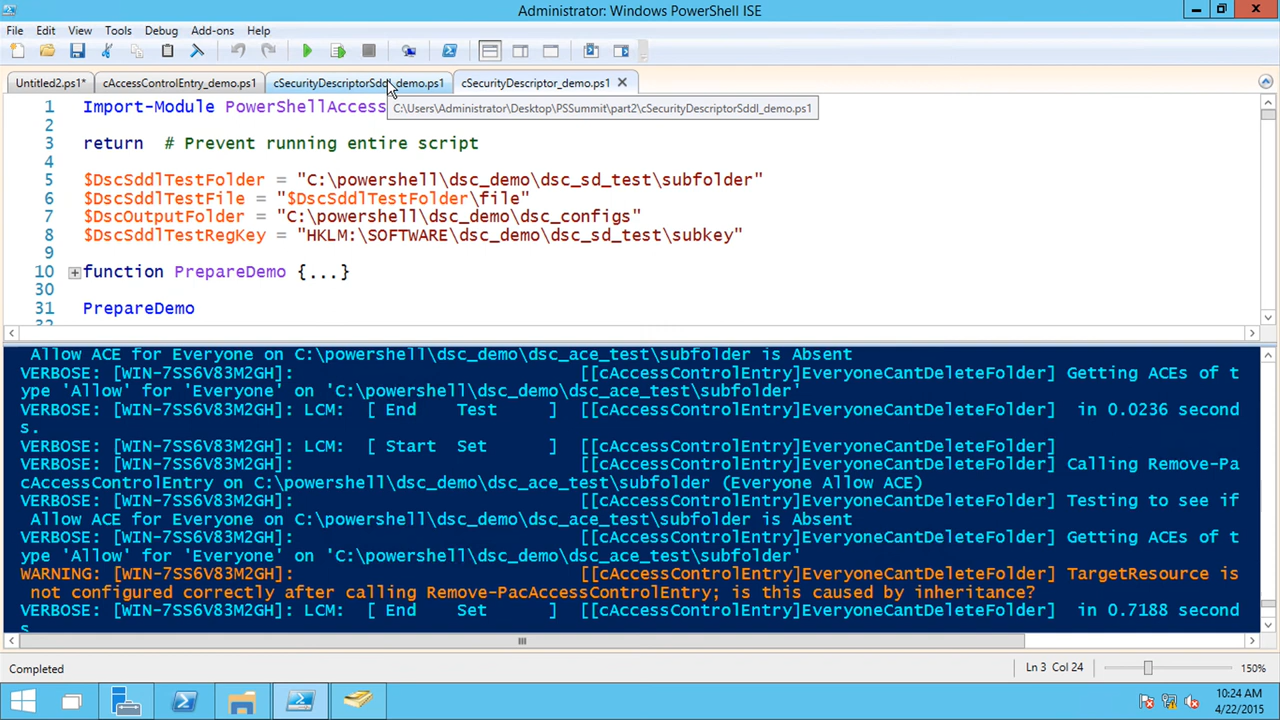 Administrator: Windows PowerShell ISE
File Edit View Tools Debug Add-ons Help
Untitled2.ps1* cAccessControlEntry_demo.ps1 cSecurityDescriptorSddl_demo.ps1 cSecurityDescriptor_demo.ps1
1 Import-Module PowerShellAccess
C:\Users\Administrator\Desktop\PSSummit\part2\cSecurityDescriptorSddl_demo.ps1
2
3 return # Prevent running entire script
4
5 $DscSddlTestFolder = "C:\powershell\dsc_demo\dsc_sd_test\subfolder"
6 $DscSddlTestFile = "$DscSddlTestFolder\file"
7 $DscOutputFolder = "C:\powershell\dsc_demo\dsc_configs"
8 $DscSddlTestRegKey = "HKLM:\SOFTWARE\dsc_demo\dsc_sd_test\subkey"
9
10 function PrepareDemo {...}
30
31 PrepareDemo
32
Allow ACE for Everyone on C:\powershell\dsc_demo\dsc_ace_test\subfolder is Absent
VERBOSE: [WIN-7SS6V83M2GH]: [[cAccessControlEntry]EveryoneCantDeleteFolder] Getting ACEs of t
ype 'Allow' for 'Everyone' on 'C:\powershell\dsc_demo\dsc_ace_test\subfolder'
VERBOSE: [WIN-7SS6V83M2GH]: LCM: [ End Test ] [[cAccessControlEntry]EveryoneCantDeleteFolder] in 0.0236 second
s.
VERBOSE: [WIN-7SS6V83M2GH]: LCM: [ Start Set ] [[cAccessControlEntry]EveryoneCantDeleteFolder]
VERBOSE: [WIN-7SS6V83M2GH]: [[cAccessControlEntry]EveryoneCantDeleteFolder] Calling Remove-Pa
cAccessControlEntry on C:\powershell\dsc_demo\dsc_ace_test\subfolder (Everyone Allow ACE)
VERBOSE: [WIN-7SS6V83M2GH]: [[cAccessControlEntry]EveryoneCantDeleteFolder] Testing to see if
Allow ACE for Everyone on C:\powershell\dsc_demo\dsc_ace_test\subfolder is Absent
VERBOSE: [WIN-7SS6V83M2GH]: [[cAccessControlEntry]EveryoneCantDeleteFolder] Getting ACEs of t
ype 'Allow' for 'Everyone' on 'C:\powershell\dsc_demo\dsc_ace_test\subfolder'
WARNING: [WIN-7SS6V83M2GH]: [[cAccessControlEntry]EveryoneCantDeleteFolder] TargetResource is
not configured correctly after calling Remove-PacAccessControlEntry; is this caused by inheritance?
VERBOSE: [WIN-7SS6V83M2GH]: LCM: [ End Set ] [[cAccessControlEntry]EveryoneCantDeleteFolder] in 0.7188 second
s.
Completed Ln 3 Col 24 150%
10:24 AM
4/22/2015